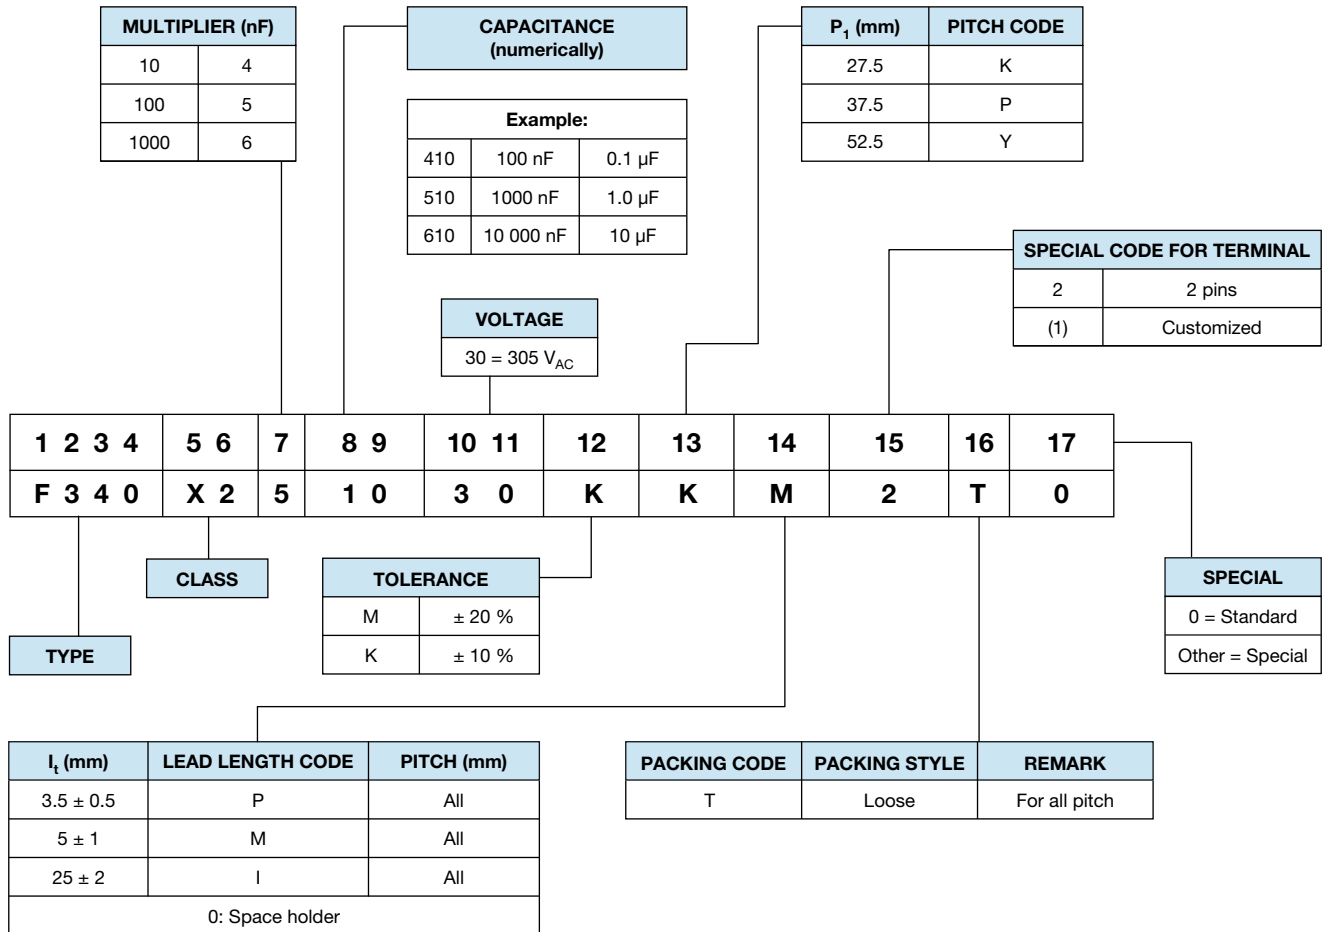 MULTIPLIER (nF)
10 4
100 5
1000 6
CAPACITANCE
(numerically)
Example:
410 100 nF 0.1 µF
510 1000 nF 1.0 µF
610 10 000 nF 10 µF
P1 (mm) PITCH CODE
27.5 K
37.5 P
52.5 Y
SPECIAL CODE FOR TERMINAL
2 2 pins
(1) Customized
VOLTAGE
30 = 305 VAC
1 2 3 4 5 6 7 8 9 10 11 12 13 14 15 16 17
F 3 4 0 X 2 5 1 0 3 0 K K M 2 T 0
TYPE
CLASS
TOLERANCE
M ± 20 %
K ± 10 %
SPECIAL
0 = Standard
Other = Special
lt (mm) LEAD LENGTH CODE PITCH (mm)
3.5 ± 0.5 P All
5 ± 1 M All
25 ± 2 I All
0: Space holder
PACKING CODE PACKING STYLE REMARK
T Loose For all pitch